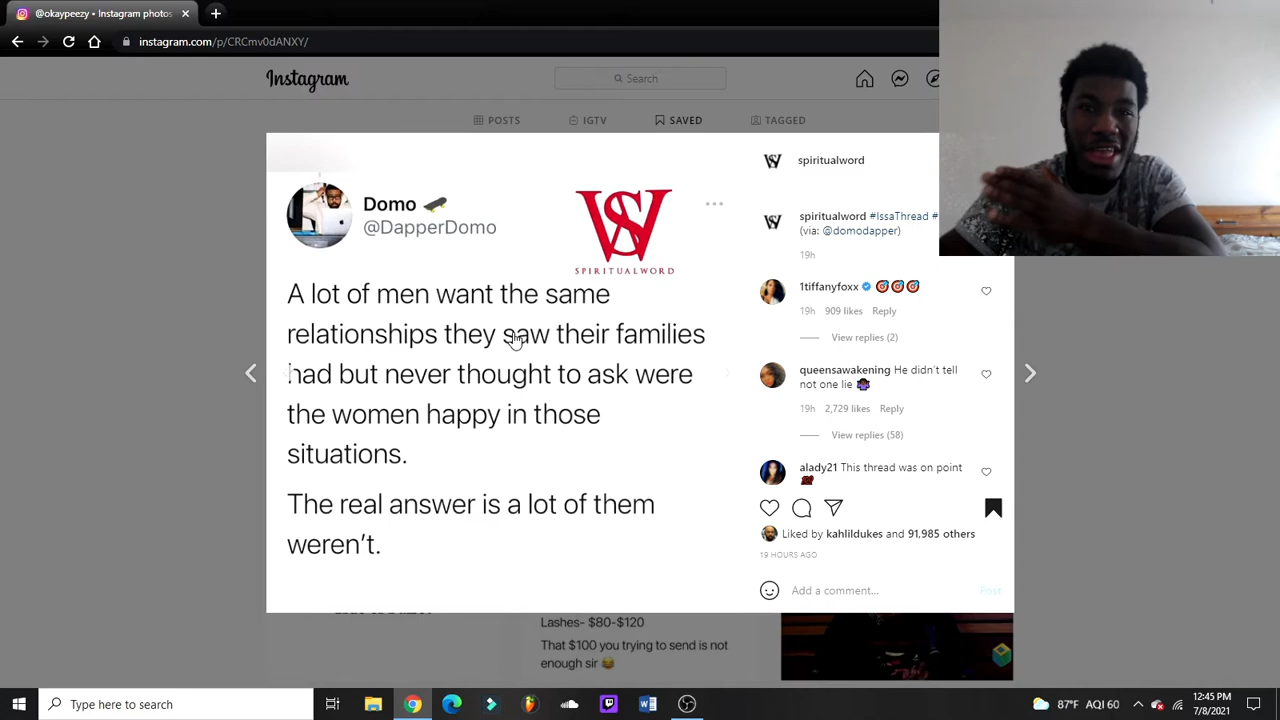 @okaypeezy • Instagram photos
instagram.com/p/CRCmv0dANXY/
Instagram
Search
POSTS
IGTV
SAVED
TAGGED
Domo
@DapperDomo
WS
SPIRITUALWORD
A lot of men want the same
relationships they saw their families
had but never thought to ask were
the women happy in those
situations.
The real answer is a lot of them
weren't.
spiritualword
spiritualword #IssaThread #
(via: @domodapper)
19h
1tiffanyfoxx
19h 909 likes Reply
View replies (2)
queensawakening He didn't tell
not one lie
19h 2,729 likes Reply
View replies (58)
alady21 This thread was on point
Liked by kahlildukes and 91,985 others
19 HOURS AGO
Add a comment...
Post
Lashes- $80-$120
That $100 you trying to send is not
enough sir
Type here to search
87°F AQI 60
12:45 PM
7/8/2021